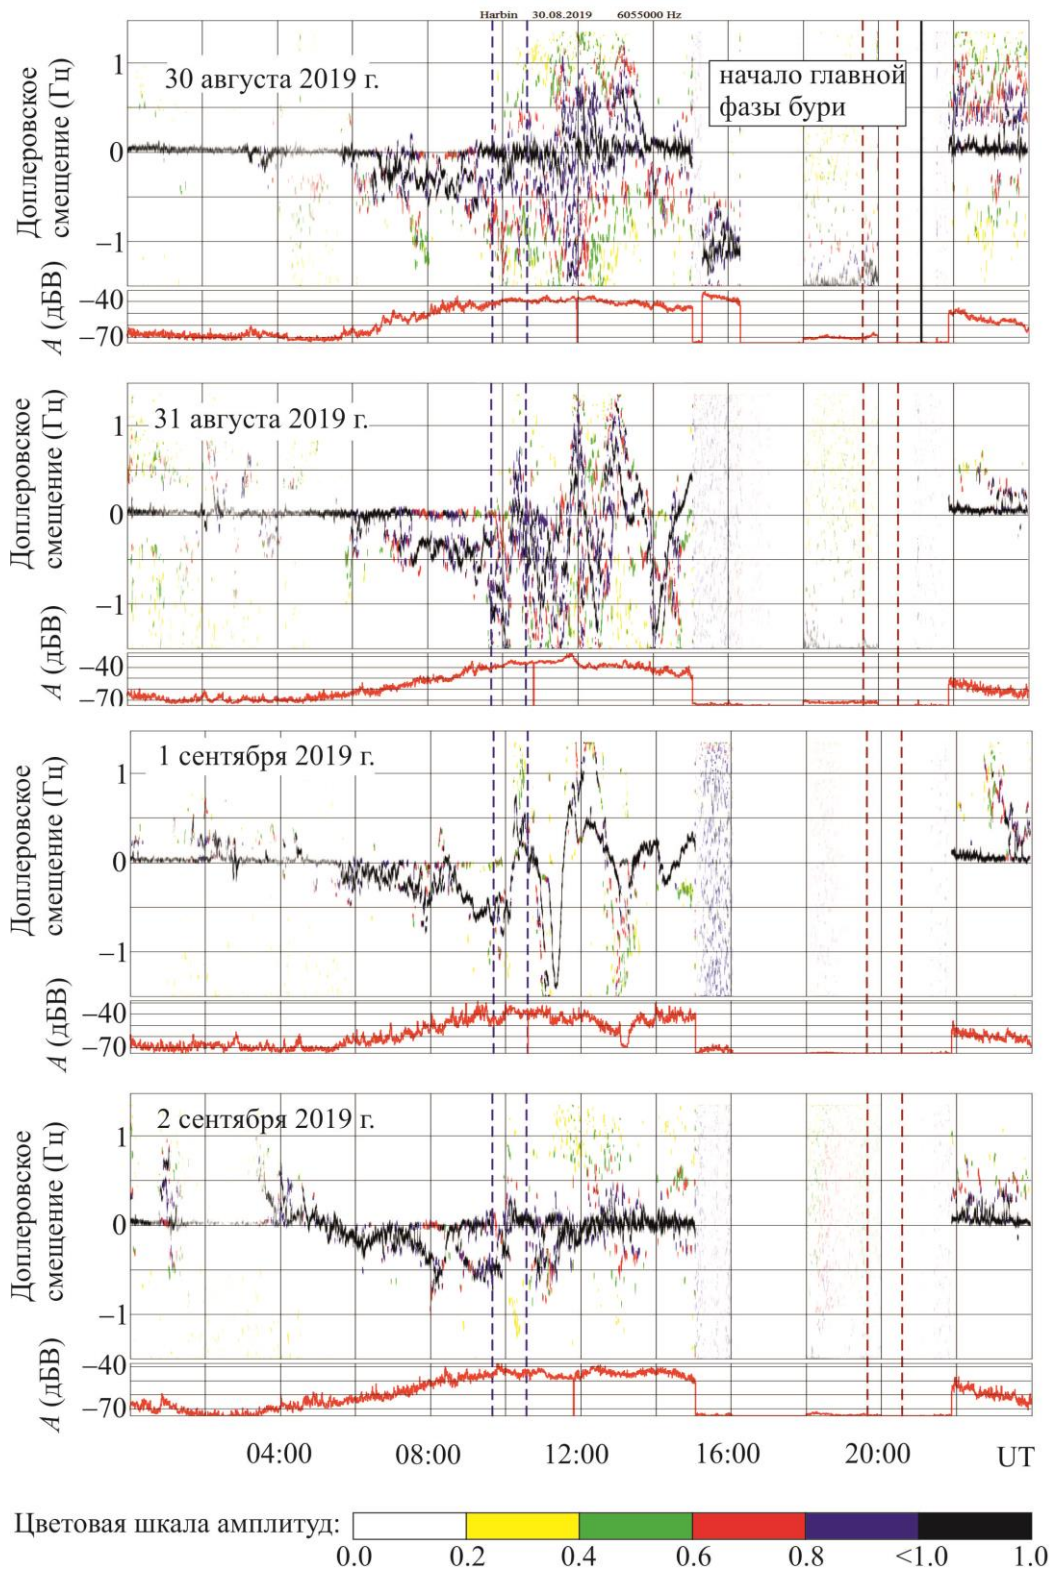 Harbin 30.08.2019 6055000 Hz
30 августа 2019 г.
начало главной
фазы бури
Доплеровское
смещение (Гц)
1
0
−1
A (дБВ)
−40
−70
31 августа 2019 г.
Доплеровское
смещение (Гц)
1
0
−1
A (дБВ)
−40
−70
1 сентября 2019 г.
Доплеровское
смещение (Гц)
1
0
−1
A (дБВ)
−40
−70
2 сентября 2019 г.
Доплеровское
смещение (Гц)
1
0
−1
A (дБВ)
−40
−70
04:00 08:00 12:00 16:00 20:00 UT
Цветовая шкала амплитуд:
0.0 0.2 0.4 0.6 0.8 <1.0 1.0